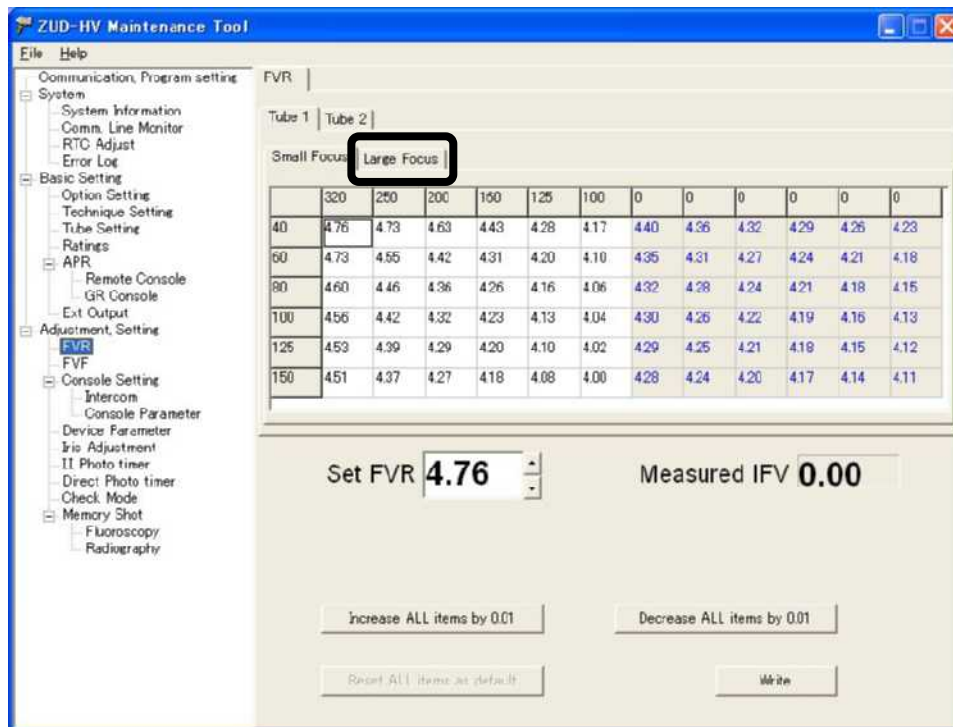 ZUD-HV Maintenance Tool
File Help
Communication, Program setting
System
System Information
Comm. Line Monitor
RTC Adjust
Error Log
Basic Setting
Option Setting
Technique Setting
Tube Setting
Ratings
APR
Remote Console
GR Console
Ext Output
Adjustment, Setting
FVR
FVF
Console Setting
Intercom
Console Parameter
Device Parameter
Iris Adjustment
II Photo timer
Direct Photo timer
Check Mode
Memory Shot
Fluoroscopy
Radiography
FVR
Tube 1 Tube 2
Small Focus Large Focus
320 250 200 160 125 100 0 0 0 0 0 0
40 4.76 4.73 4.63 4.43 4.28 4.17 4.40 4.36 4.32 4.29 4.26 4.23
60 4.73 4.55 4.42 4.31 4.20 4.10 4.35 4.31 4.27 4.24 4.21 4.18
80 4.60 4.46 4.36 4.26 4.16 4.06 4.32 4.28 4.24 4.21 4.18 4.15
100 4.56 4.42 4.32 4.23 4.13 4.04 4.30 4.26 4.22 4.19 4.16 4.13
125 4.53 4.39 4.29 4.20 4.10 4.02 4.29 4.25 4.21 4.18 4.15 4.12
150 4.51 4.37 4.27 4.18 4.08 4.00 4.28 4.24 4.20 4.17 4.14 4.11
Set FVR 4.76 Measured IFV 0.00
Increase ALL items by 0.01 Decrease ALL items by 0.01
Reset ALL items as default Write